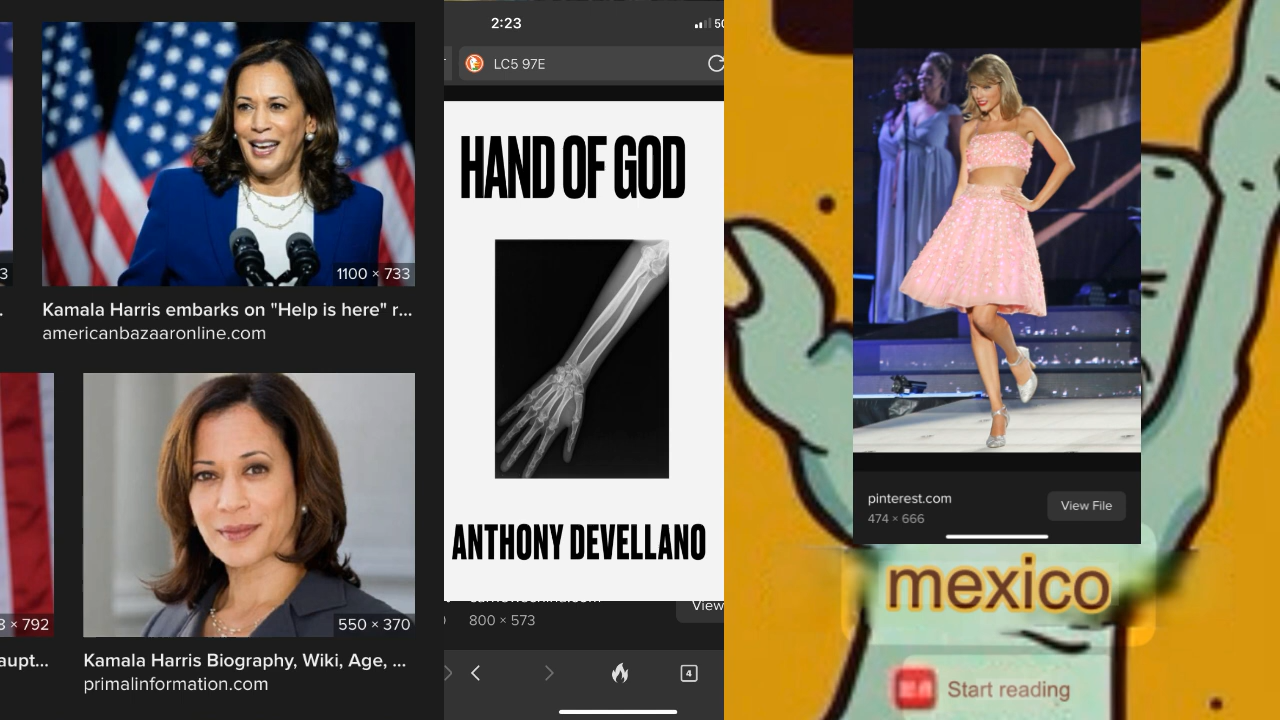 3
1100 × 733
Kamala Harris embarks on "Help is here" r...
americanbazaaronline.com
3 × 792
550 × 370
aupt...
Kamala Harris Biography, Wiki, Age, ...
primalinformation.com
2:23
LC5 97E
HAND OF GOD
ANTHONY DEVELLANO
800 × 573
View
4
pinterest.com
474 × 666
View File
mexico
Start reading